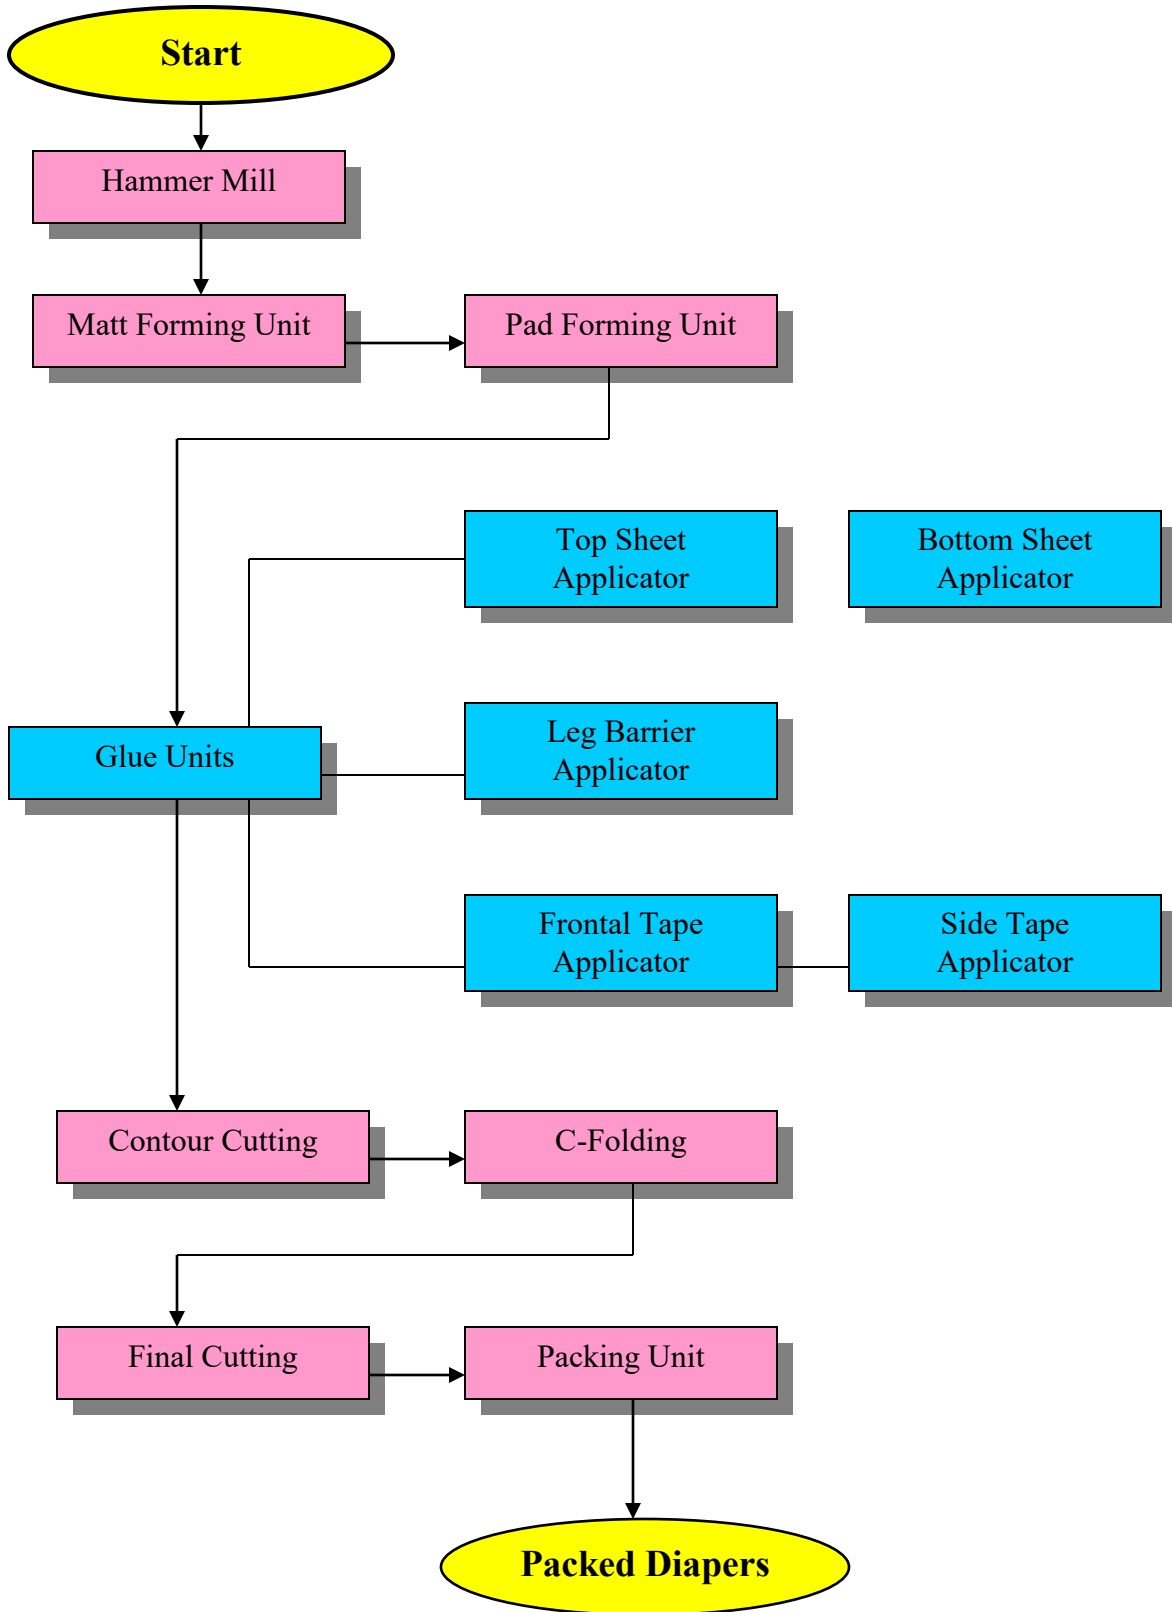 Start
Hammer Mill
Matt Forming Unit
Pad Forming Unit
Top Sheet
Applicator
Bottom Sheet
Applicator
Glue Units
Leg Barrier
Applicator
Frontal Tape
Applicator
Side Tape
Applicator
Contour Cutting
C-Folding
Final Cutting
Packing Unit
Packed Diapers